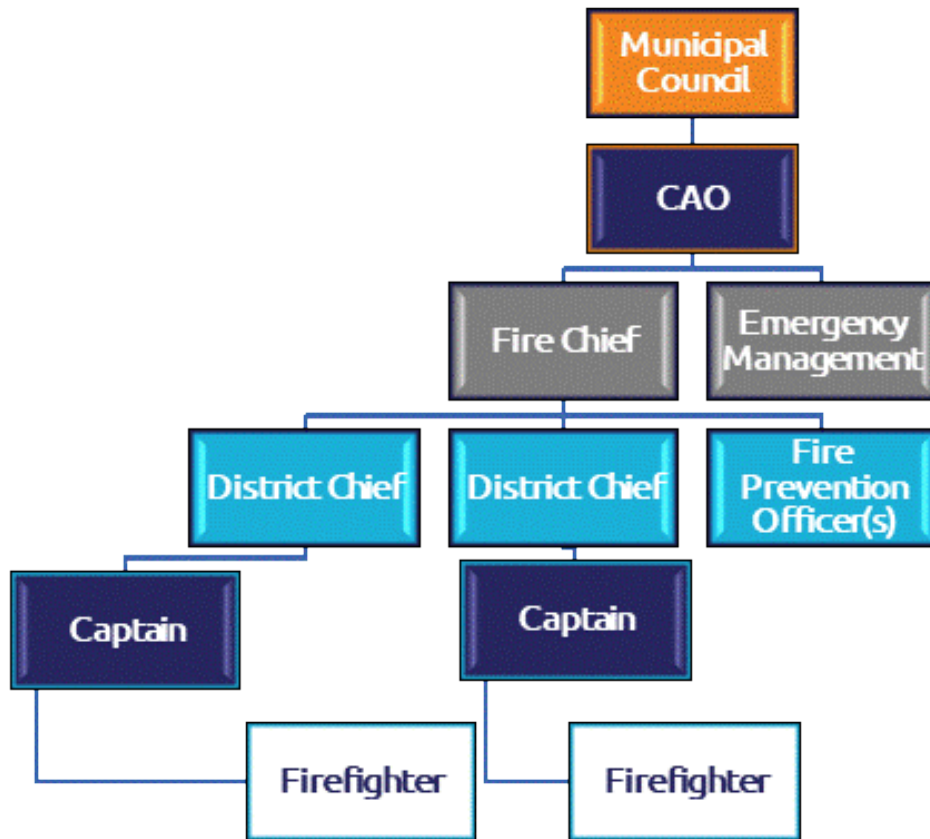 Municipal
Council
CAO
Fire Chief
Emergency
Management
District Chief
District Chief
Fire
Prevention
Officer(s)
Captain
Captain
Firefighter
Firefighter